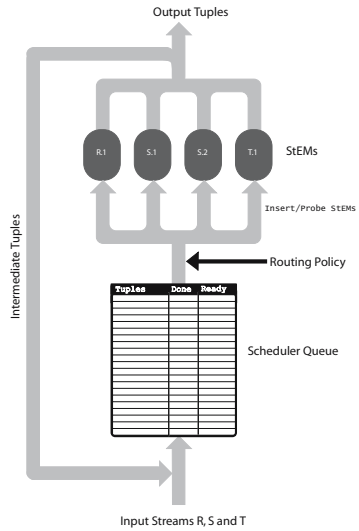 Output Tuples
R.1 S.1 S.2 T.1 StEMs
Insert/Probe StEMs
Intermediate Tuples
Routing Policy
Tuples Done Ready
Scheduler Queue
Input Streams R, S and T